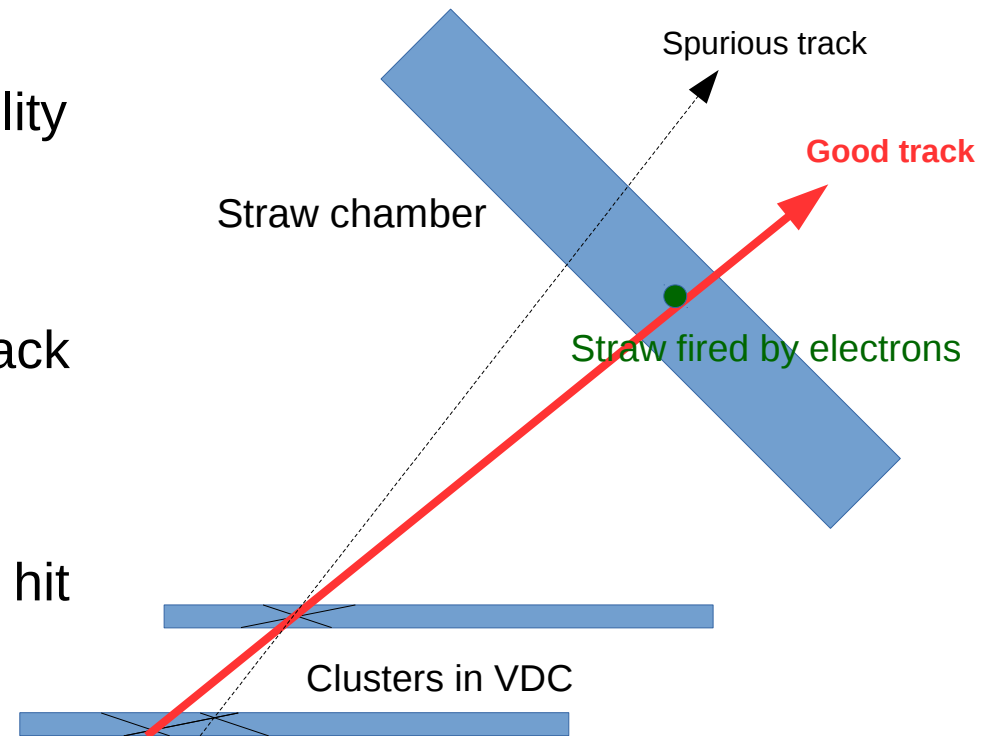 Spurious track
lity
Good track
Straw chamber
Straw fired by electrons
ack
hit
Clusters in VDC